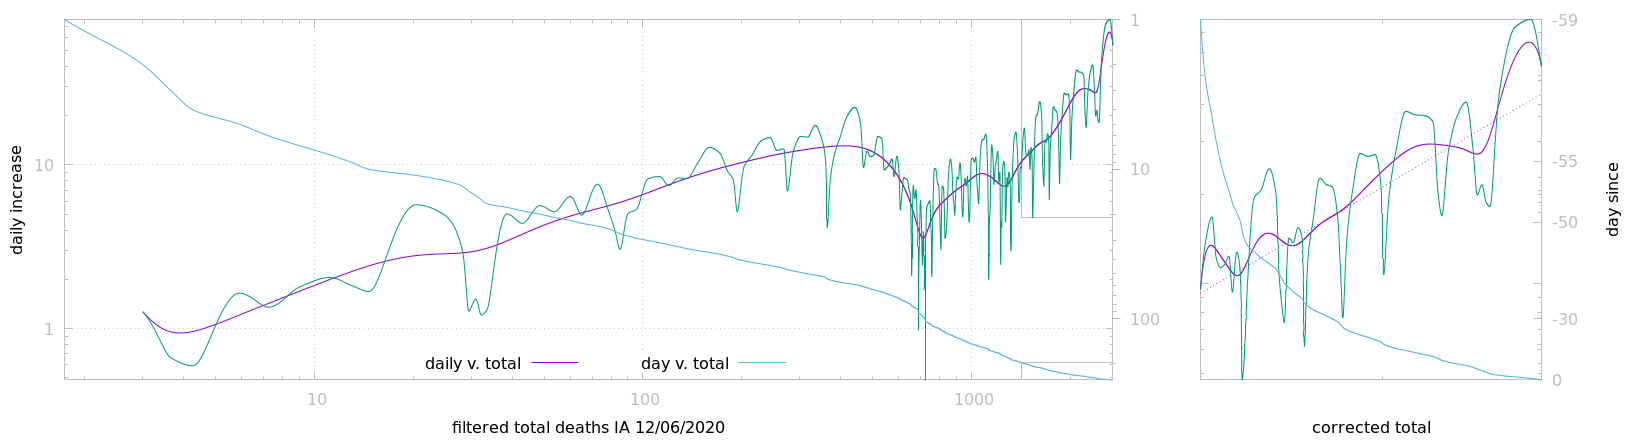 daily increase
10
1
daily v. total
day v. total
10
100
1000
filtered total deaths IA 12/06/2020
1
10
100
-59
-55
-50
-30
0
day since
corrected total